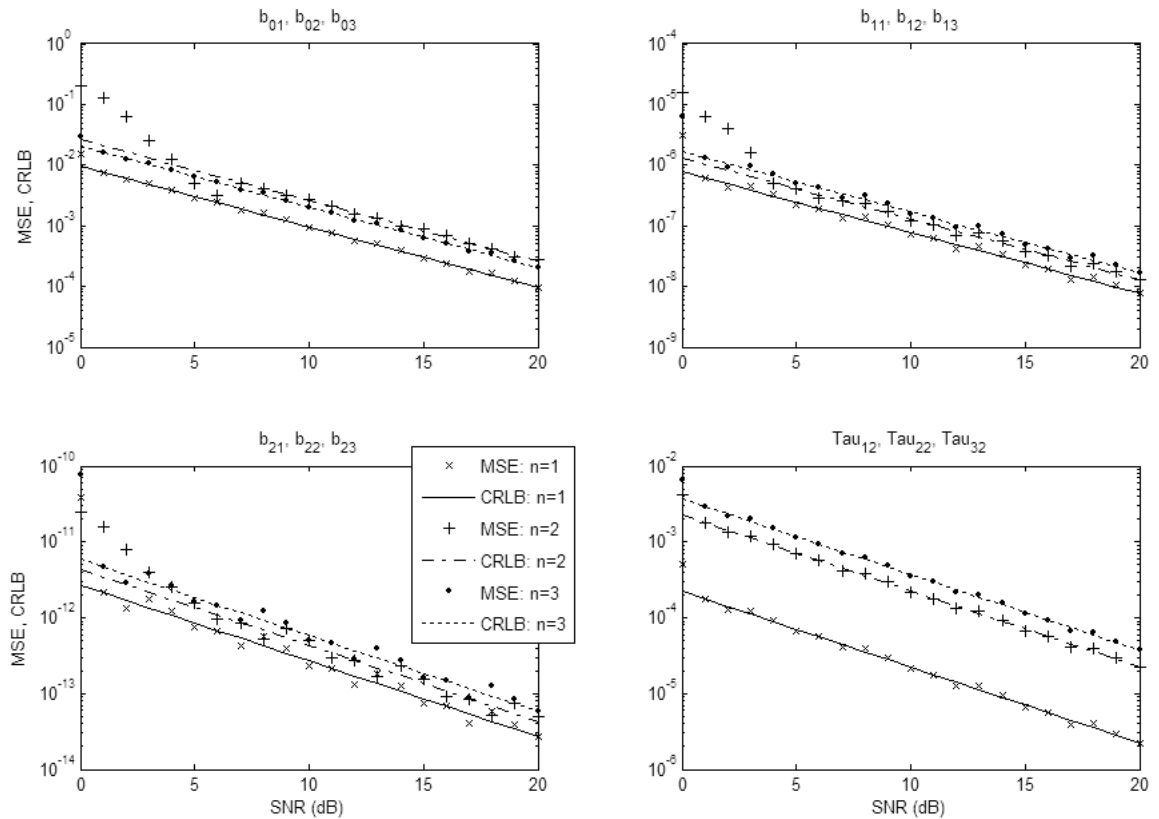 b01, b02, b03
10^0
10^-1
10^-2
10^-3
10^-4
10^-5
MSE, CRLB
0 5 10 15 20
SNR (dB)
b11, b12, b13
10^-4
10^-5
10^-6
10^-7
10^-8
10^-9
0 5 10 15 20
SNR (dB)
b21, b22, b23
10^-10
10^-11
10^-12
10^-13
10^-14
MSE, CRLB
0 5 10 15 20
SNR (dB)
MSE: n=1
CRLB: n=1
MSE: n=2
CRLB: n=2
MSE: n=3
CRLB: n=3
Tau12, Tau22, Tau32
10^-2
10^-3
10^-4
10^-5
10^-6
0 5 10 15 20
SNR (dB)